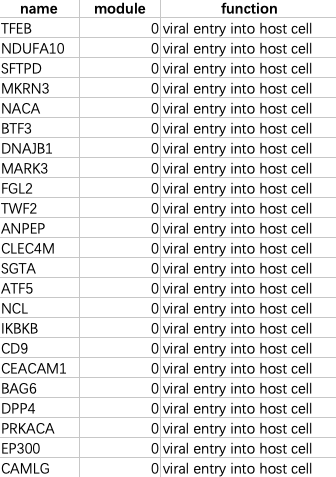 name module function
TFEB 0 viral entry into host cell
NDUFA10 0 viral entry into host cell
SFTPD 0 viral entry into host cell
MKRN3 0 viral entry into host cell
NACA 0 viral entry into host cell
BTF3 0 viral entry into host cell
DNAJB1 0 viral entry into host cell
MARK3 0 viral entry into host cell
FGL2 0 viral entry into host cell
TWF2 0 viral entry into host cell
ANPEP 0 viral entry into host cell
CLEC4M 0 viral entry into host cell
SGTA 0 viral entry into host cell
ATF5 0 viral entry into host cell
NCL 0 viral entry into host cell
IKBKB 0 viral entry into host cell
CD9 0 viral entry into host cell
CEACAM1 0 viral entry into host cell
BAG6 0 viral entry into host cell
DPP4 0 viral entry into host cell
PRKACA 0 viral entry into host cell
EP300 0 viral entry into host cell
CAMLG 0 viral entry into host cell